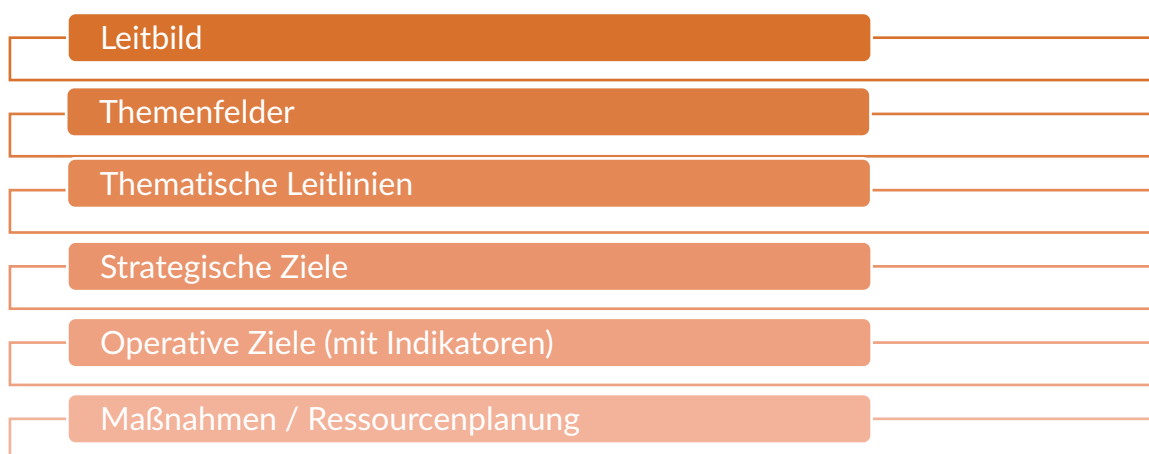 Leitbild
Themenfelder
Thematische Leitlinien
Strategische Ziele
Operative Ziele (mit Indikatoren)
Maßnahmen / Ressourcenplanung